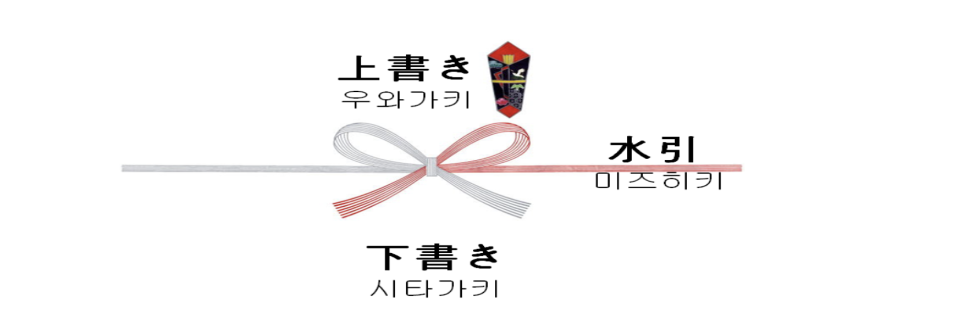 上書き
우와가키
水引
미즈히키
下書き
시타가키